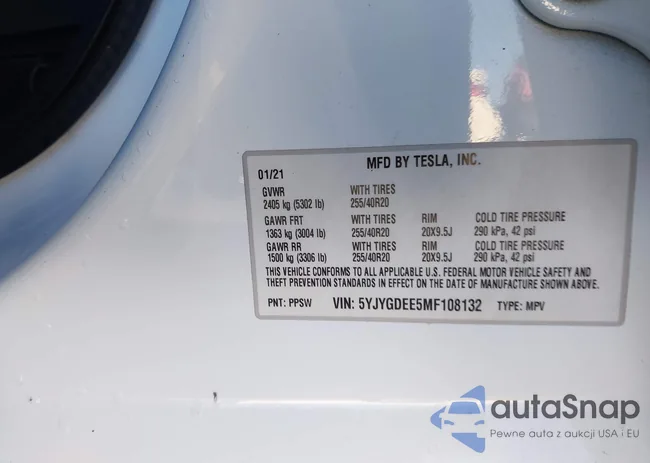 MFD BY TESLA, INC.
01/21
GVWR WITH TIRES
2405 kg (5302 lb) 255/40R20
GAWR FRT WITH TIRES RIM COLD TIRE PRESSURE
1363 kg (3004 lb) 255/40R20 20X9.5J 290 kPa, 42 psi
GAWR RR WITH TIRES RIM COLD TIRE PRESSURE
1500 kg (3306 lb) 255/40R20 20X9.5J 290 kPa, 42 psi
THIS VEHICLE CONFORMS TO ALL APPLICABLE U.S. FEDERAL MOTOR VEHICLE SAFETY AND
THEFT PREVENTION STANDARDS IN EFFECT ON THE DATE OF MANUFACTURE SHOWN ABOVE.
PNT: PPSW VIN: 5YJYGDEE5MF108132 TYPE: MPV
autaSnap
Pewne auta z aukcji USA i EU